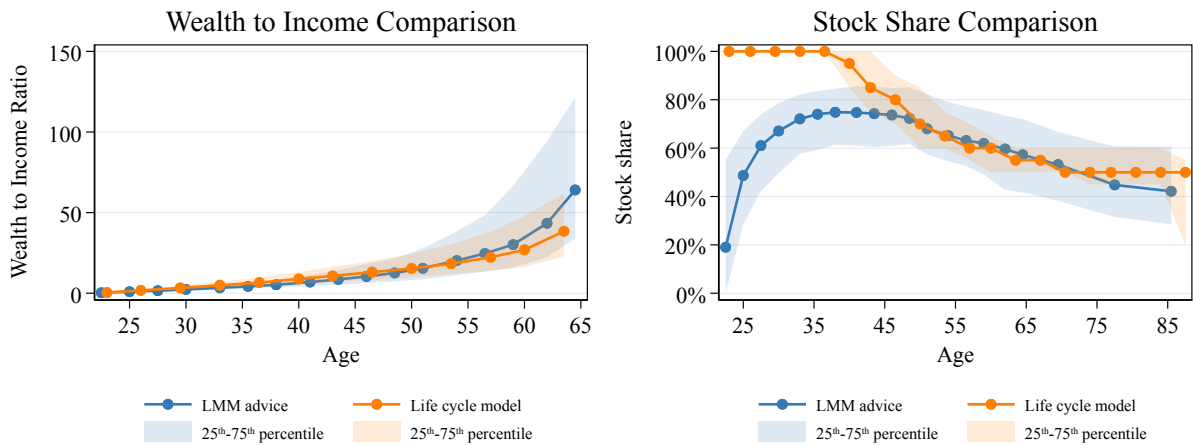 Wealth to Income Comparison
Wealth to Income Ratio
150
100
50
0
25 30 35 40 45 50 55 60 65
Age
LMM advice Life cycle model
25th-75th percentile 25th-75th percentile
Stock Share Comparison
Stock share
100%
80%
60%
40%
20%
0%
25 35 45 55 65 75 85
Age
LMM advice Life cycle model
25th-75th percentile 25th-75th percentile